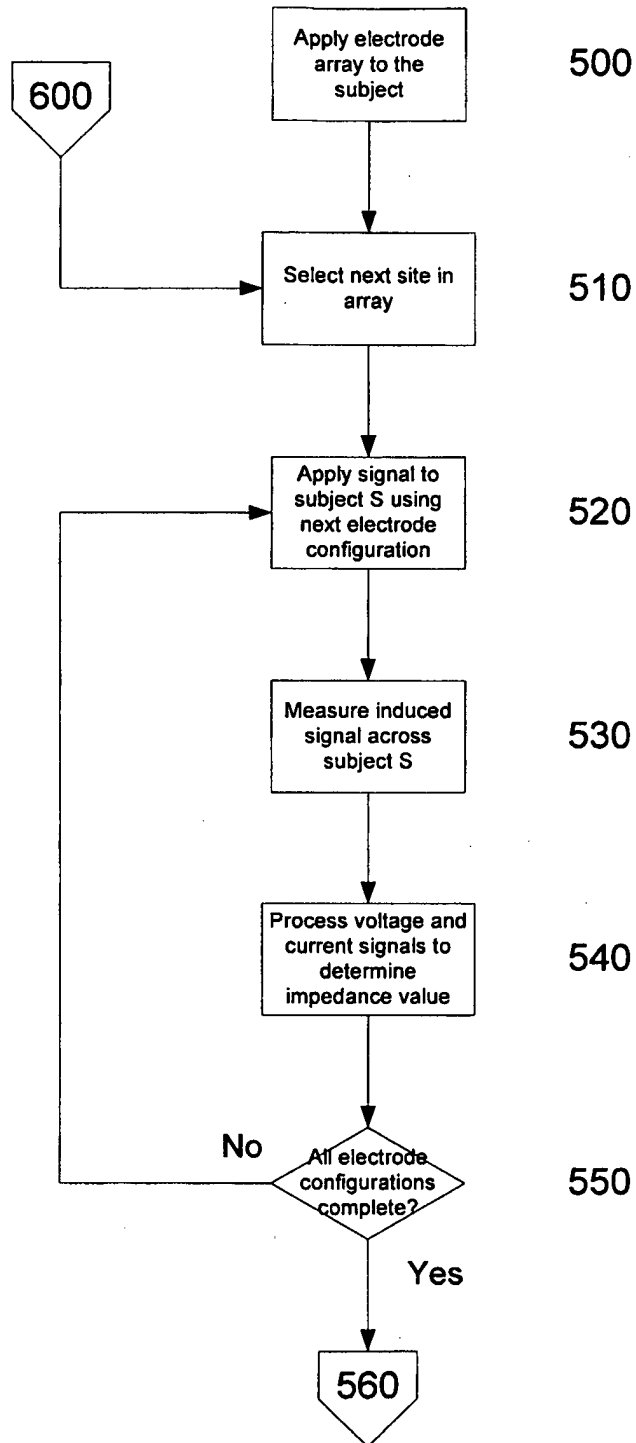 Apply electrode
array to the
subject
500
600
Select next site in
array
510
Apply signal to
subject S using
next electrode
configuration
520
Measure induced
signal across
subject S
530
Process voltage and
current signals to
determine
impedance value
540
No
All electrode
configurations
complete?
550
Yes
560